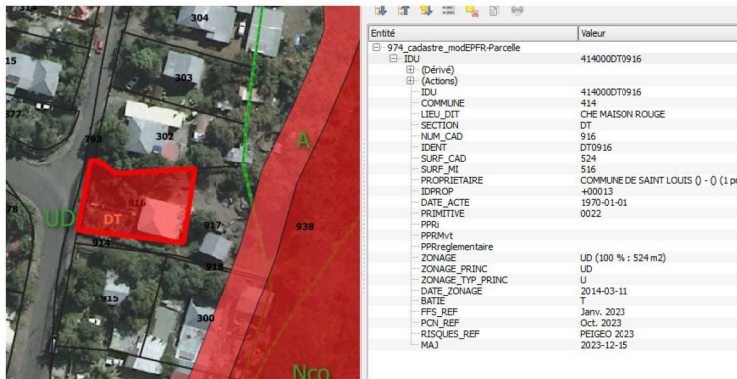 314
304
315
303
A
377
793
302
916
UD
DT
78
917
938
914
918
915
300
Nco
Entité Valeur
974_cadastre_modEPFR-Parcelle
IDU 414000DT0916
(Dérivé)
(Actions)
IDU 414000DT0916
COMMUNE 414
LIEU_DIT CHE MAISON ROUGE
SECTION DT
NUM_CAD 916
IDENT DT0916
SURF_CAD 524
SURF_MI 516
PROPRIETAIRE COMMUNE DE SAINT LOUIS () - () (1 pr
IDPROP +00013
DATE_ACTE 1970-01-01
PRIMITIVE 0022
PPRi
PPRMvt
PPRreglementaire
ZONAGE UD (100 % : 524 m2)
ZONAGE_PRINC UD
ZONAGE_TYP_PRINC U
DATE_ZONAGE 2014-03-11
BATIE T
FFS_REF Janv. 2023
PCN_REF Oct. 2023
RISQUES_REF PEIGEO 2023
MAJ 2023-12-15